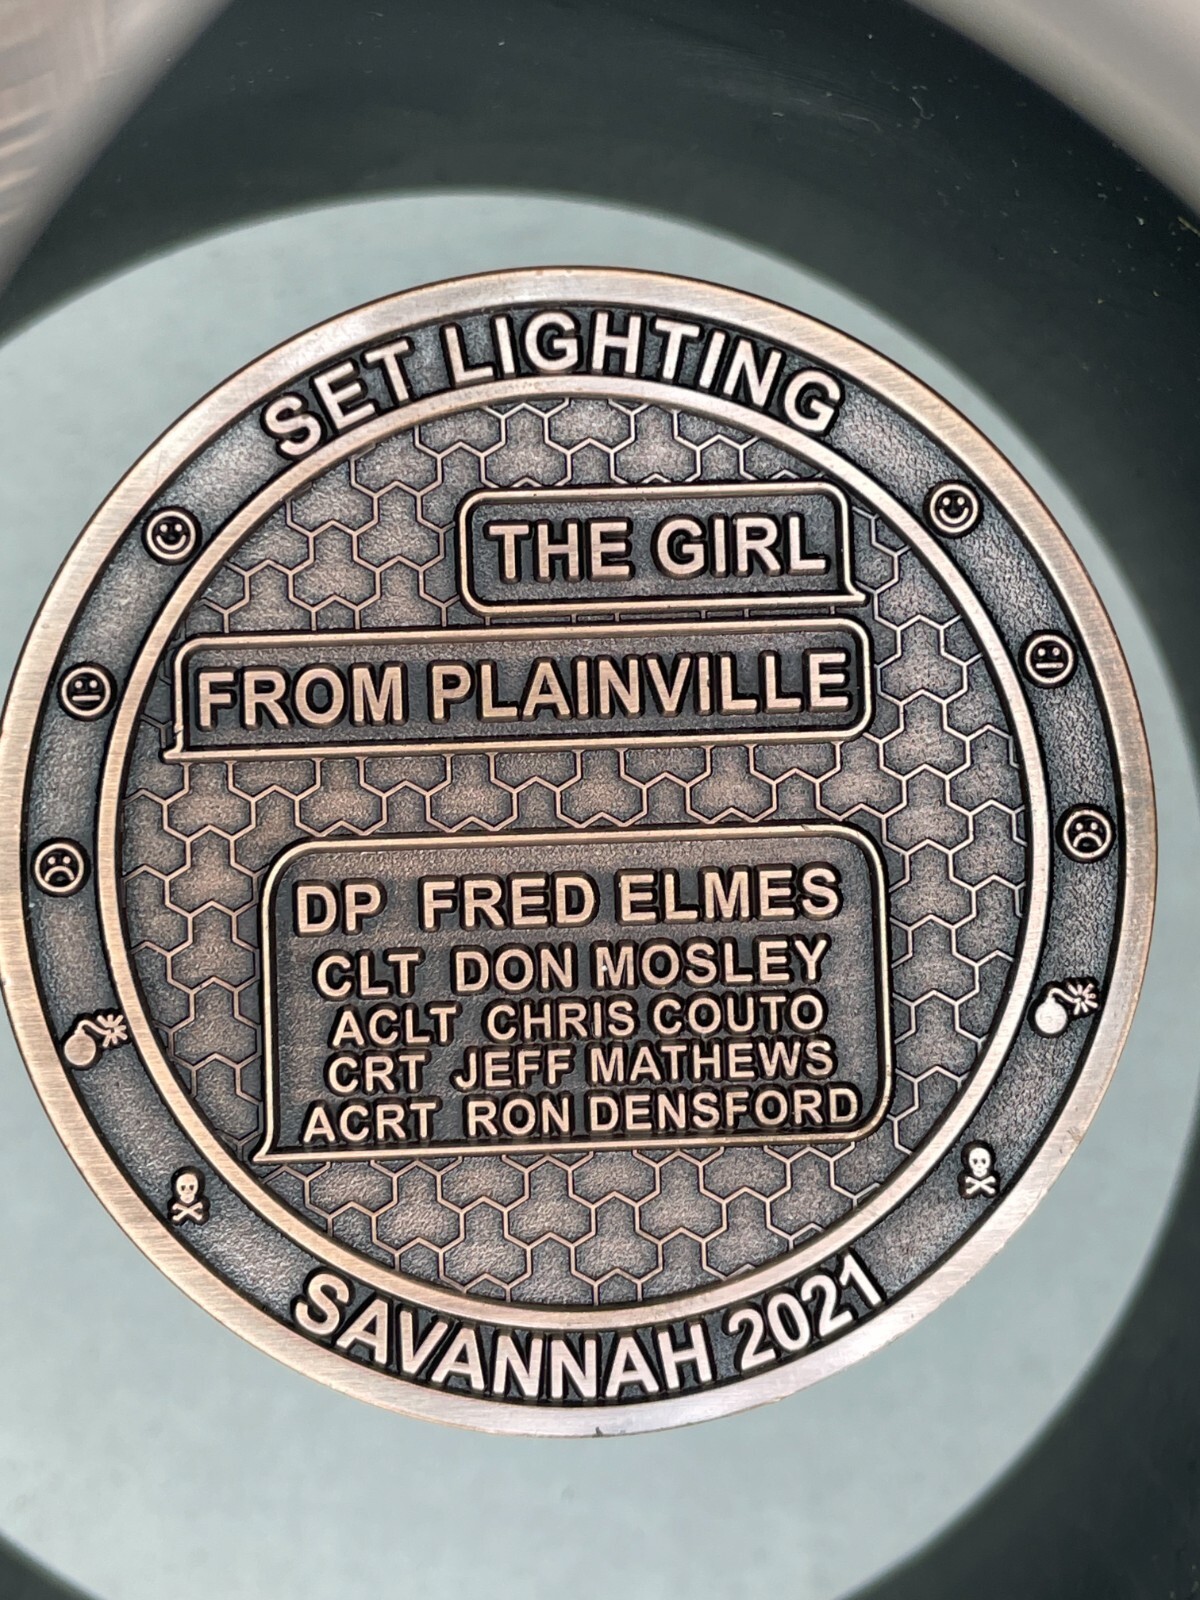 SET LIGHTING
THE GIRL
FROM PLAINVILLE
DP FRED ELMES
CLT DON MOSLEY
ACLT CHRIS COUTO
CRT JEFF MATHEWS
ACRT RON DENSFORD
SAVANNAH 2021